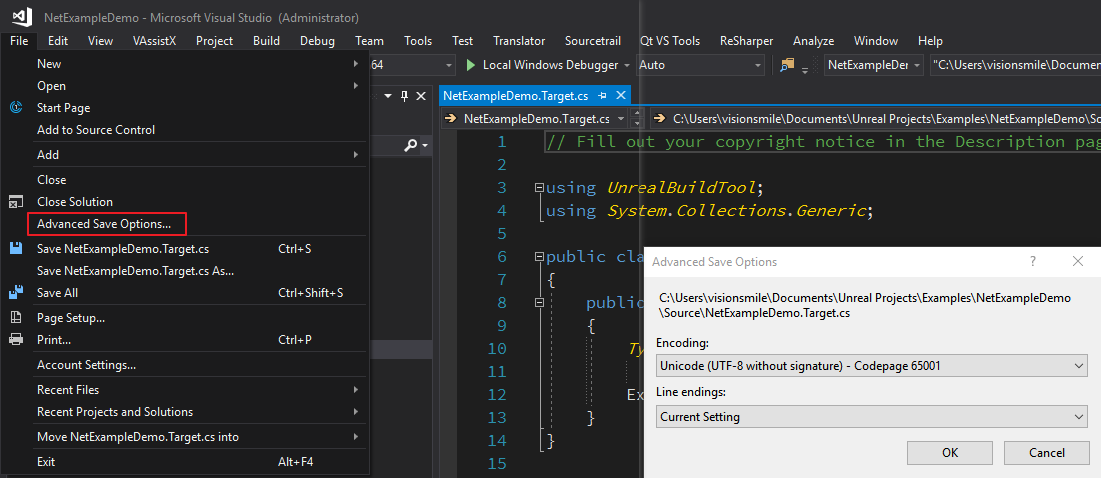 NetExampleDemo - Microsoft Visual Studio (Administrator)
File Edit View VAssistX Project Build Debug Team Tools Test Translator Sourcetrail Qt VS Tools ReSharper Analyze Window Help
64 Local Windows Debugger Auto NetExampleDer "C:\Users\visionsmile\Docume
New
Open
Start Page
Add to Source Control
Add
Close
Close Solution
Advanced Save Options...
Save NetExampleDemo.Target.cs Ctrl+S
Save NetExampleDemo.Target.cs As...
Save All Ctrl+Shift+S
Page Setup...
Print... Ctrl+P
Account Settings...
Recent Files
Recent Projects and Solutions
Move NetExampleDemo.Target.cs into
Exit Alt+F4
NetExampleDemo.Target.cs
NetExampleDemo.Target.cs C:\Users\visionsmile\Documents\Unreal Projects\Examples\NetExampleDemo\So
1 // Fill out your copyright notice in the Description pag
2
3 using UnrealBuildTool;
4 using System.Collections.Generic;
5
6 public cla
7 {
8 public
9 {
10 Ty
11
12 Ex
13 }
14 }
15
Advanced Save Options ?
C:\Users\visionsmile\Documents\Unreal Projects\Examples\NetExampleDemo
\Source\NetExampleDemo.Target.cs
Encoding:
Unicode (UTF-8 without signature) - Codepage 65001
Line endings:
Current Setting
OK Cancel